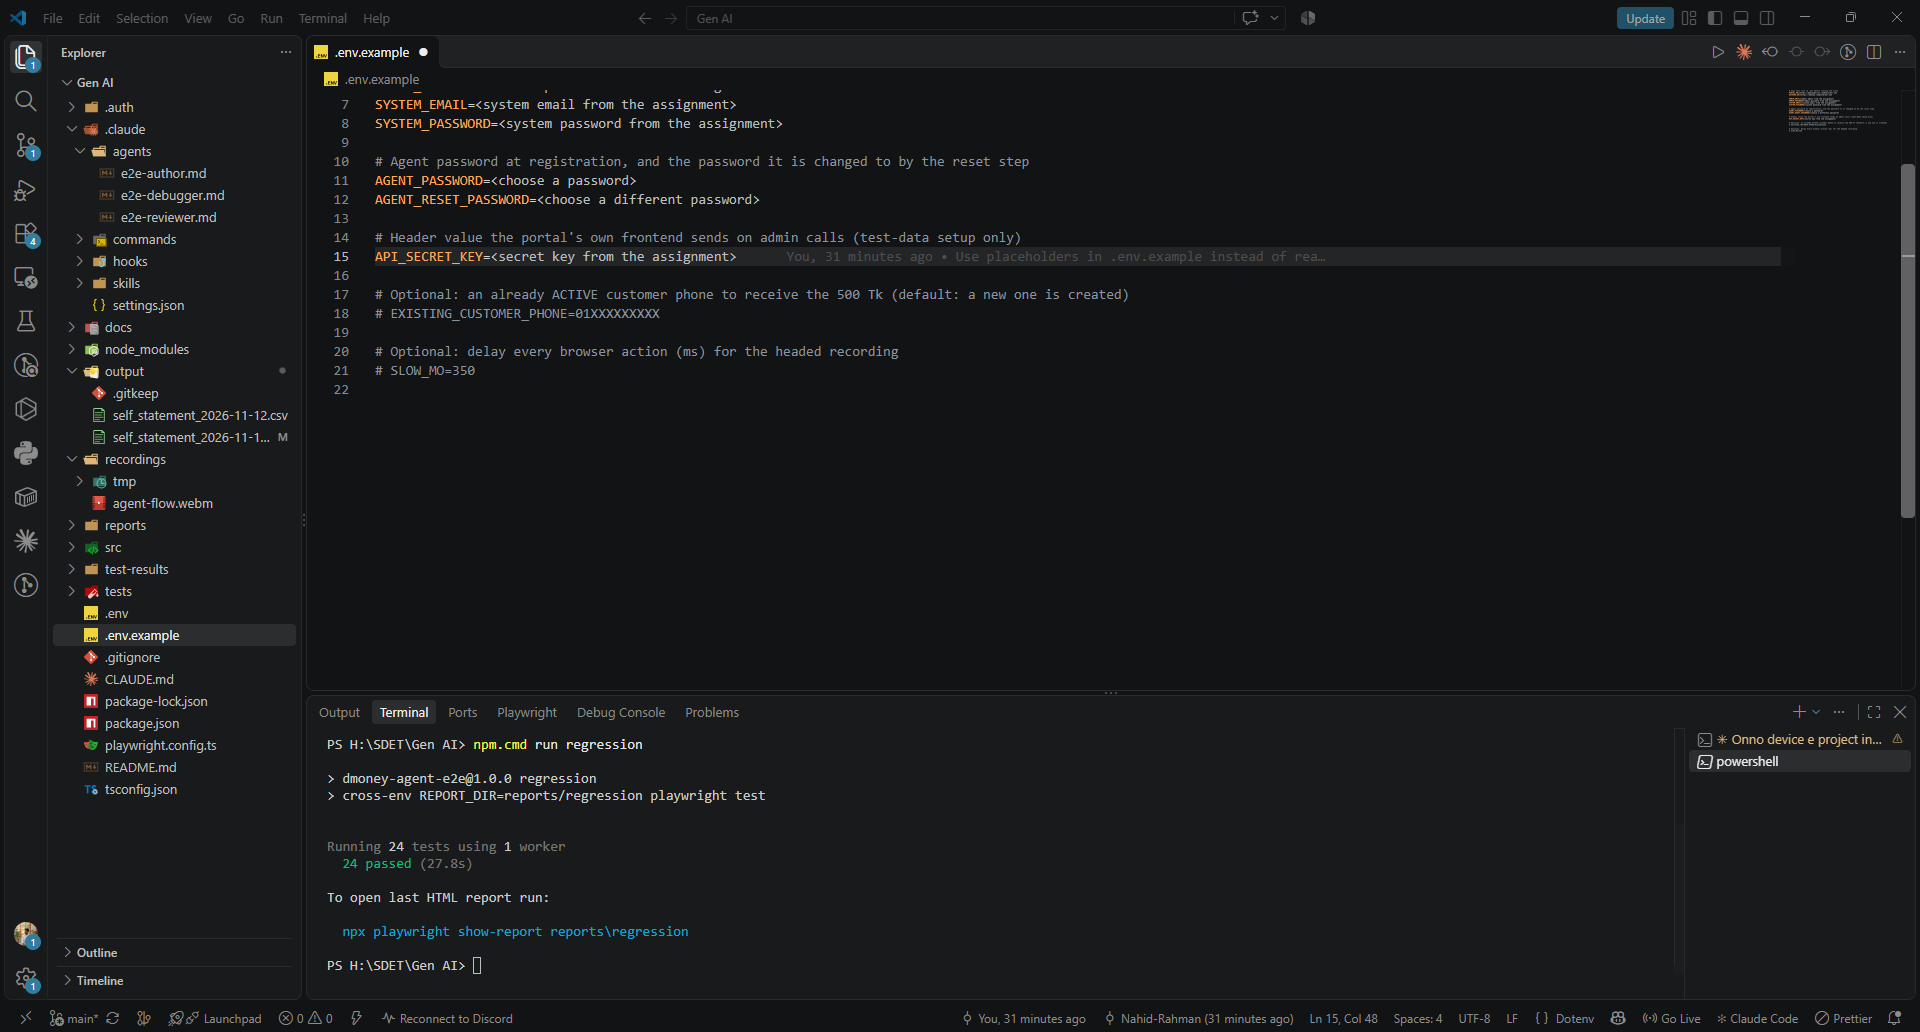 File Edit Selection View Go Run Terminal Help
Gen AI
Update
Explorer
Gen AI
.auth
.claude
agents
e2e-author.md
e2e-debugger.md
e2e-reviewer.md
commands
hooks
skills
settings.json
docs
node_modules
output
.gitkeep
self_statement_2026-11-12.csv
self_statement_2026-11-1... M
recordings
tmp
agent-flow.webm
reports
src
test-results
tests
.env
.env.example
.gitignore
CLAUDE.md
package-lock.json
package.json
playwright.config.ts
README.md
tsconfig.json
Outline
Timeline
.env.example
.env.example
7 SYSTEM_EMAIL=<system email from the assignment>
8 SYSTEM_PASSWORD=<system password from the assignment>
9
10 # Agent password at registration, and the password it is changed to by the reset step
11 AGENT_PASSWORD=<choose a password>
12 AGENT_RESET_PASSWORD=<choose a different password>
13
14 # Header value the portal's own frontend sends on admin calls (test-data setup only)
15 API_SECRET_KEY=<secret key from the assignment> You, 31 minutes ago • Use placeholders in .env.example instead of rea…
16
17 # Optional: an already ACTIVE customer phone to receive the 500 Tk (default: a new one is created)
18 # EXISTING_CUSTOMER_PHONE=01XXXXXXXXX
19
20 # Optional: delay every browser action (ms) for the headed recording
21 # SLOW_MO=350
22
Output Terminal Ports Playwright Debug Console Problems
PS H:\SDET\Gen AI> npm.cmd run regression
> dmoney-agent-e2e@1.0.0 regression
> cross-env REPORT_DIR=reports/regression playwright test
Running 24 tests using 1 worker
24 passed (27.8s)
To open last HTML report run:
npx playwright show-report reports\regression
PS H:\SDET\Gen AI>
Onno device e project in...
powershell
main* Launchpad 0 0 Reconnect to Discord You, 31 minutes ago Nahid-Rahman (31 minutes ago) Ln 15, Col 48 Spaces: 4 UTF-8 LF { } Dotenv Go Live Claude Code Prettier